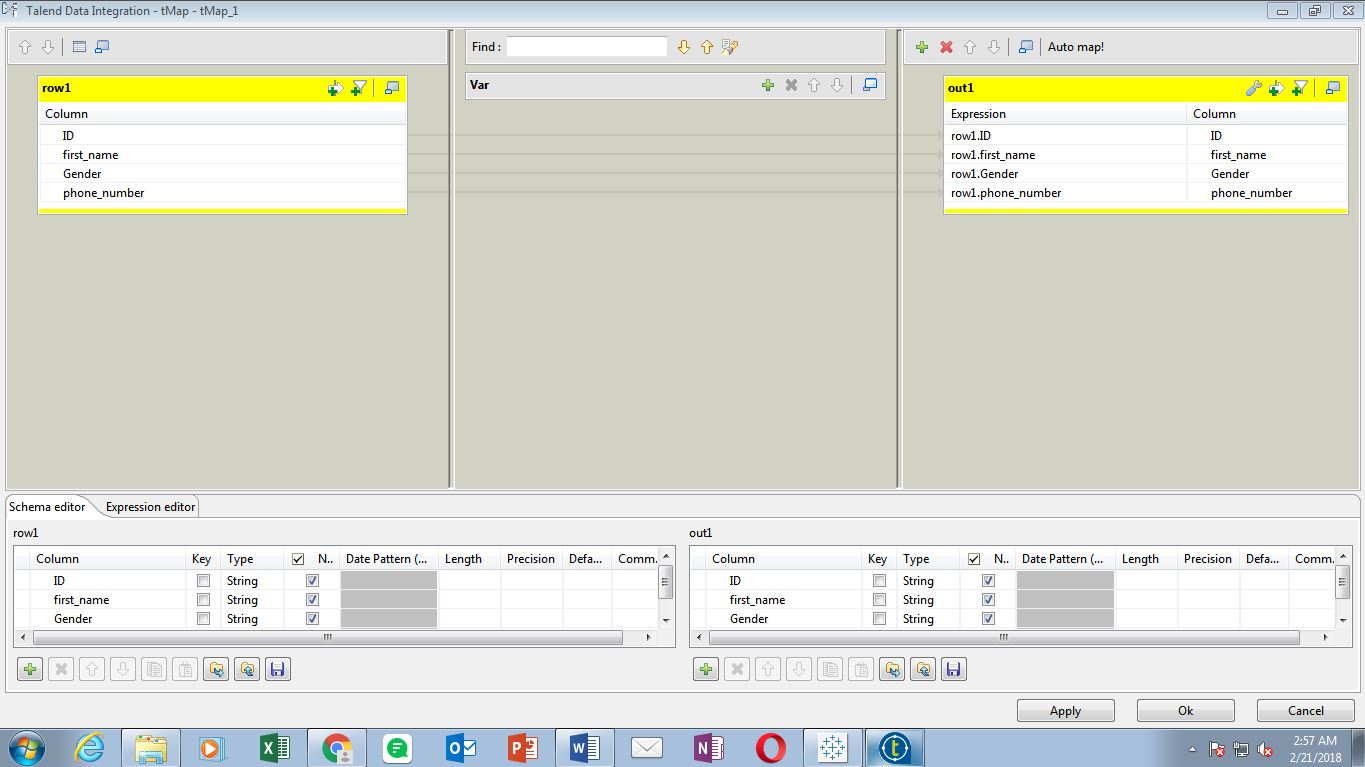 Talend Data Integration - tMap - tMap_1
Find :
Auto map!
row1
Var
out1
Column
Expression Column
ID
row1.ID ID
first_name
row1.first_name first_name
Gender
row1.Gender Gender
phone_number
row1.phone_number phone_number
Schema editor Expression editor
row1
out1
Column Key Type N.. Date Pattern (... Length Precision Defa... Comm.
Column Key Type N.. Date Pattern (... Length Precision Defa... Comm.
ID String
ID String
first_name String
first_name String
Gender String
Gender String
Apply Ok Cancel
2:57 AM
2/21/2018